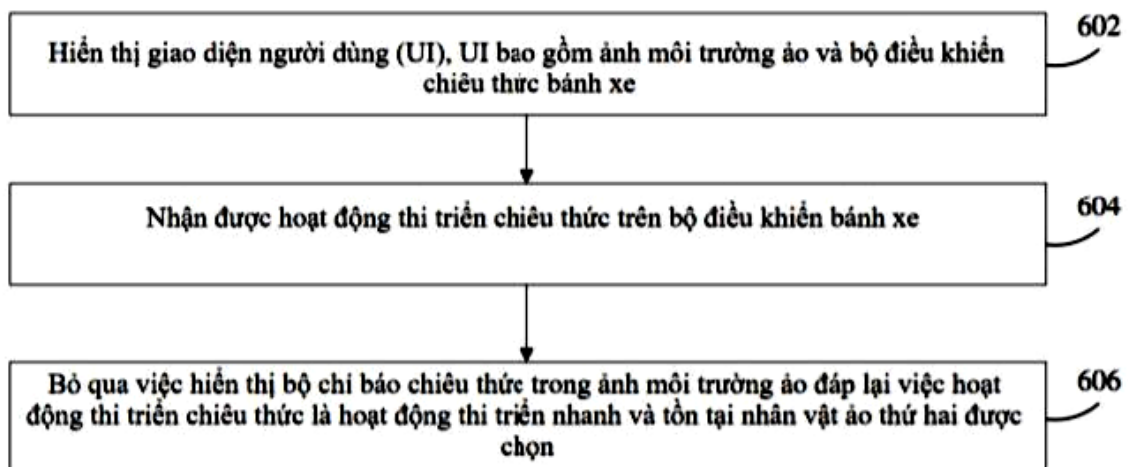 602
Hiển thị giao diện người dùng (UI), UI bao gồm ảnh môi trường ảo và bộ điều khiển
chiêu thức bánh xe
604
Nhận được hoạt động thi triển chiêu thức trên bộ điều khiển bánh xe
606
Bỏ qua việc hiển thị bộ chỉ báo chiêu thức trong ảnh môi trường ảo đáp lại việc hoạt
động thi triển chiêu thức là hoạt động thi triển nhanh và tồn tại nhân vật ảo thứ hai được
chọn